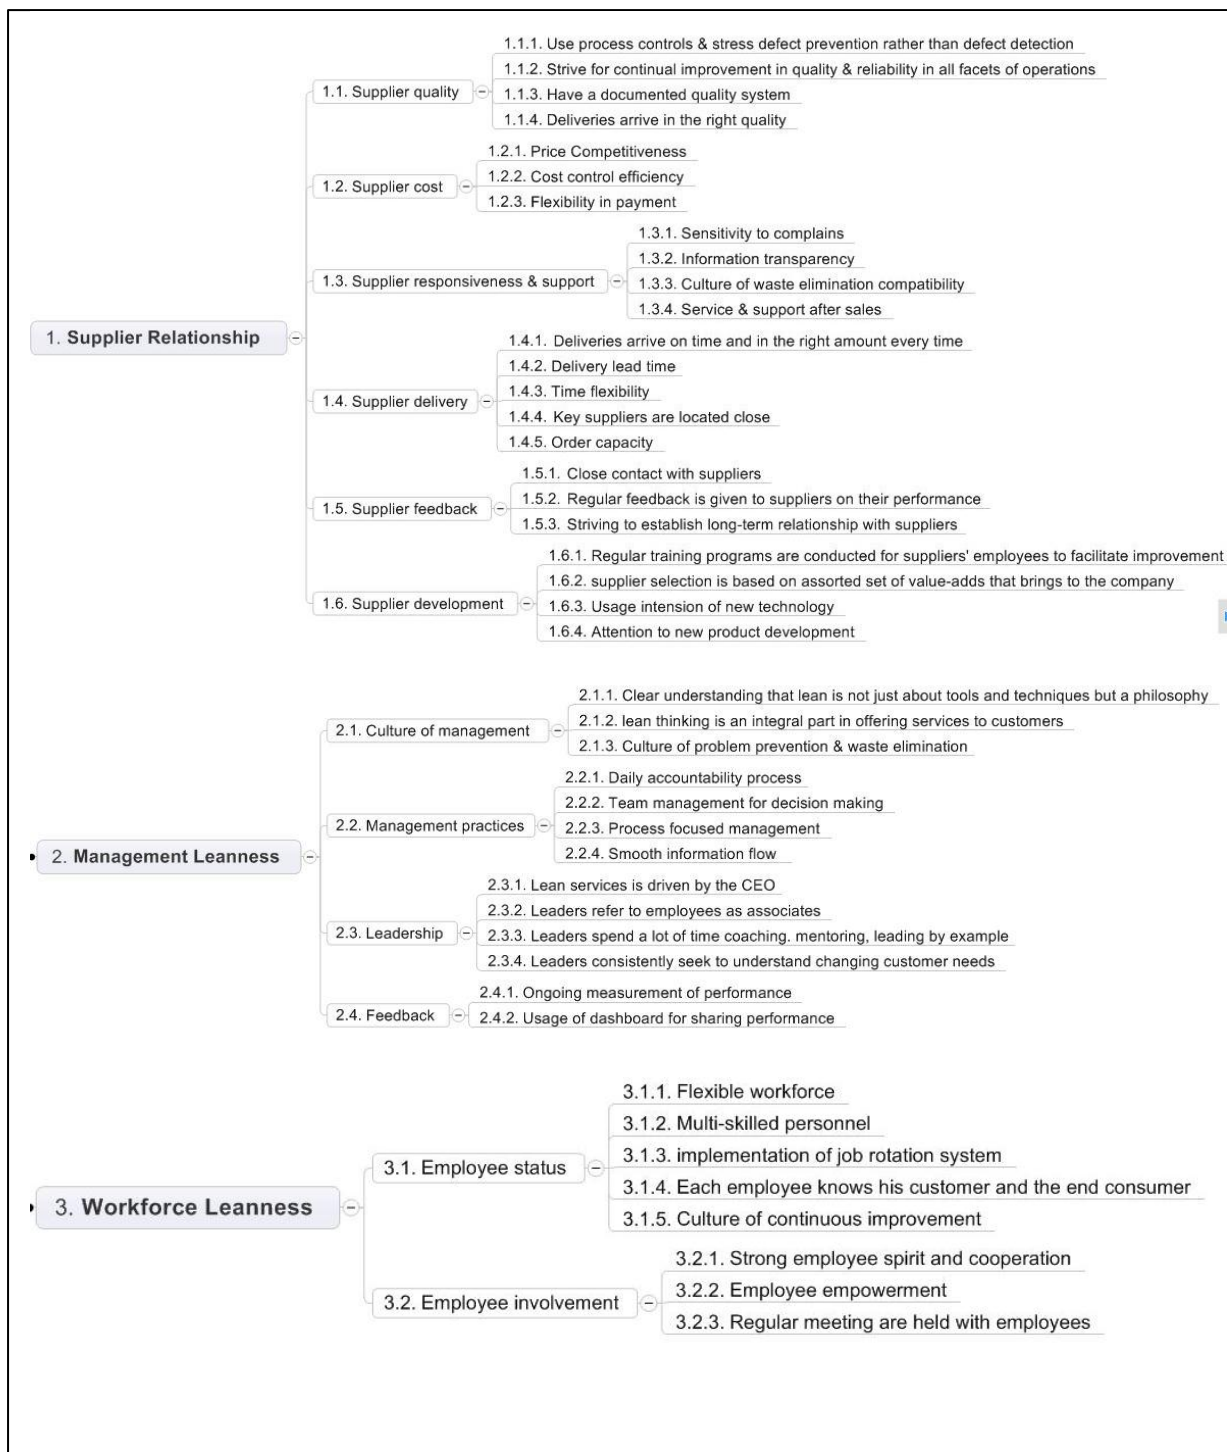 1. Supplier Relationship
1.1. Supplier quality
1.1.1. Use process controls & stress defect prevention rather than defect detection
1.1.2. Strive for continual improvement in quality & reliability in all facets of operations
1.1.3. Have a documented quality system
1.1.4. Deliveries arrive in the right quality
1.2. Supplier cost
1.2.1. Price Competitiveness
1.2.2. Cost control efficiency
1.2.3. Flexibility in payment
1.3. Supplier responsiveness & support
1.3.1. Sensitivity to complains
1.3.2. Information transparency
1.3.3. Culture of waste elimination compatibility
1.3.4. Service & support after sales
1.4. Supplier delivery
1.4.1. Deliveries arrive on time and in the right amount every time
1.4.2. Delivery lead time
1.4.3. Time flexibility
1.4.4. Key suppliers are located close
1.4.5. Order capacity
1.5. Supplier feedback
1.5.1. Close contact with suppliers
1.5.2. Regular feedback is given to suppliers on their performance
1.5.3. Striving to establish long-term relationship with suppliers
1.6. Supplier development
1.6.1. Regular training programs are conducted for suppliers' employees to facilitate improvement
1.6.2. supplier selection is based on assorted set of value-adds that brings to the company
1.6.3. Usage intension of new technology
1.6.4. Attention to new product development
2. Management Leanness
2.1. Culture of management
2.1.1. Clear understanding that lean is not just about tools and techniques but a philosophy
2.1.2. lean thinking is an integral part in offering services to customers
2.1.3. Culture of problem prevention & waste elimination
2.2. Management practices
2.2.1. Daily accountability process
2.2.2. Team management for decision making
2.2.3. Process focused management
2.2.4. Smooth information flow
2.3. Leadership
2.3.1. Lean services is driven by the CEO
2.3.2. Leaders refer to employees as associates
2.3.3. Leaders spend a lot of time coaching. mentoring, leading by example
2.3.4. Leaders consistently seek to understand changing customer needs
2.4. Feedback
2.4.1. Ongoing measurement of performance
2.4.2. Usage of dashboard for sharing performance
3. Workforce Leanness
3.1. Employee status
3.1.1. Flexible workforce
3.1.2. Multi-skilled personnel
3.1.3. implementation of job rotation system
3.1.4. Each employee knows his customer and the end consumer
3.1.5. Culture of continuous improvement
3.2. Employee involvement
3.2.1. Strong employee spirit and cooperation
3.2.2. Employee empowerment
3.2.3. Regular meeting are held with employees